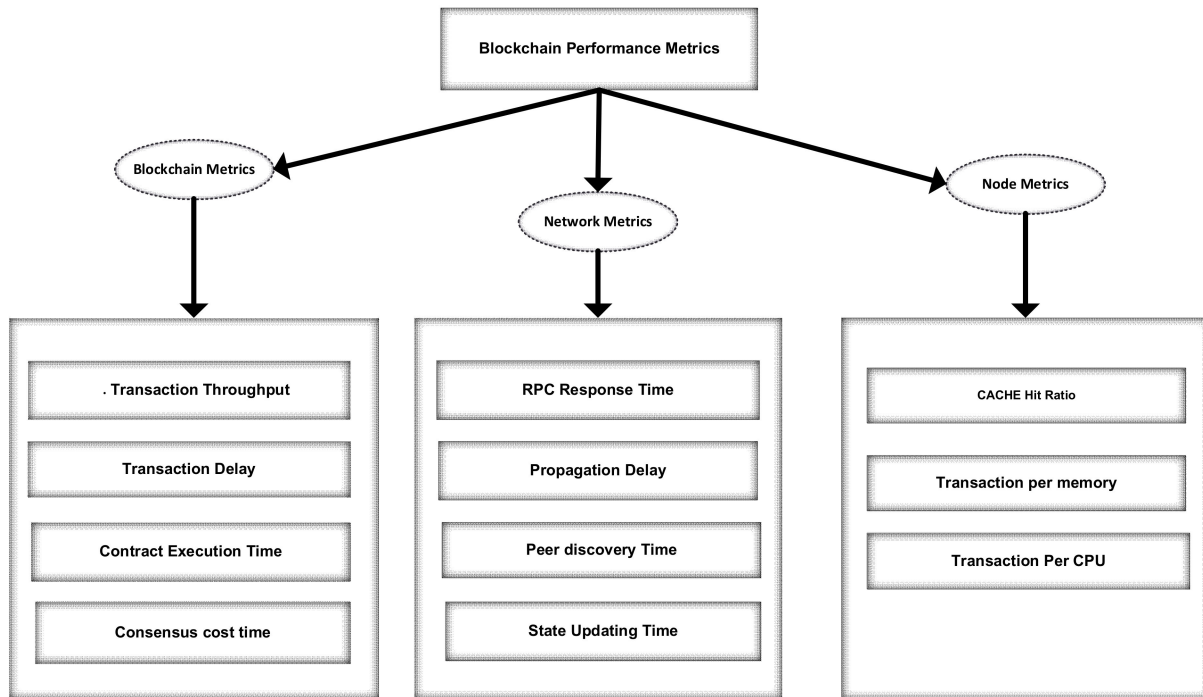 Blockchain Performance Metrics
Blockchain Metrics
Network Metrics
Node Metrics
. Transaction Throughput
Transaction Delay
Contract Execution Time
Consensus cost time
RPC Response Time
Propagation Delay
Peer discovery Time
State Updating Time
CACHE Hit Ratio
Transaction per memory
Transaction Per CPU